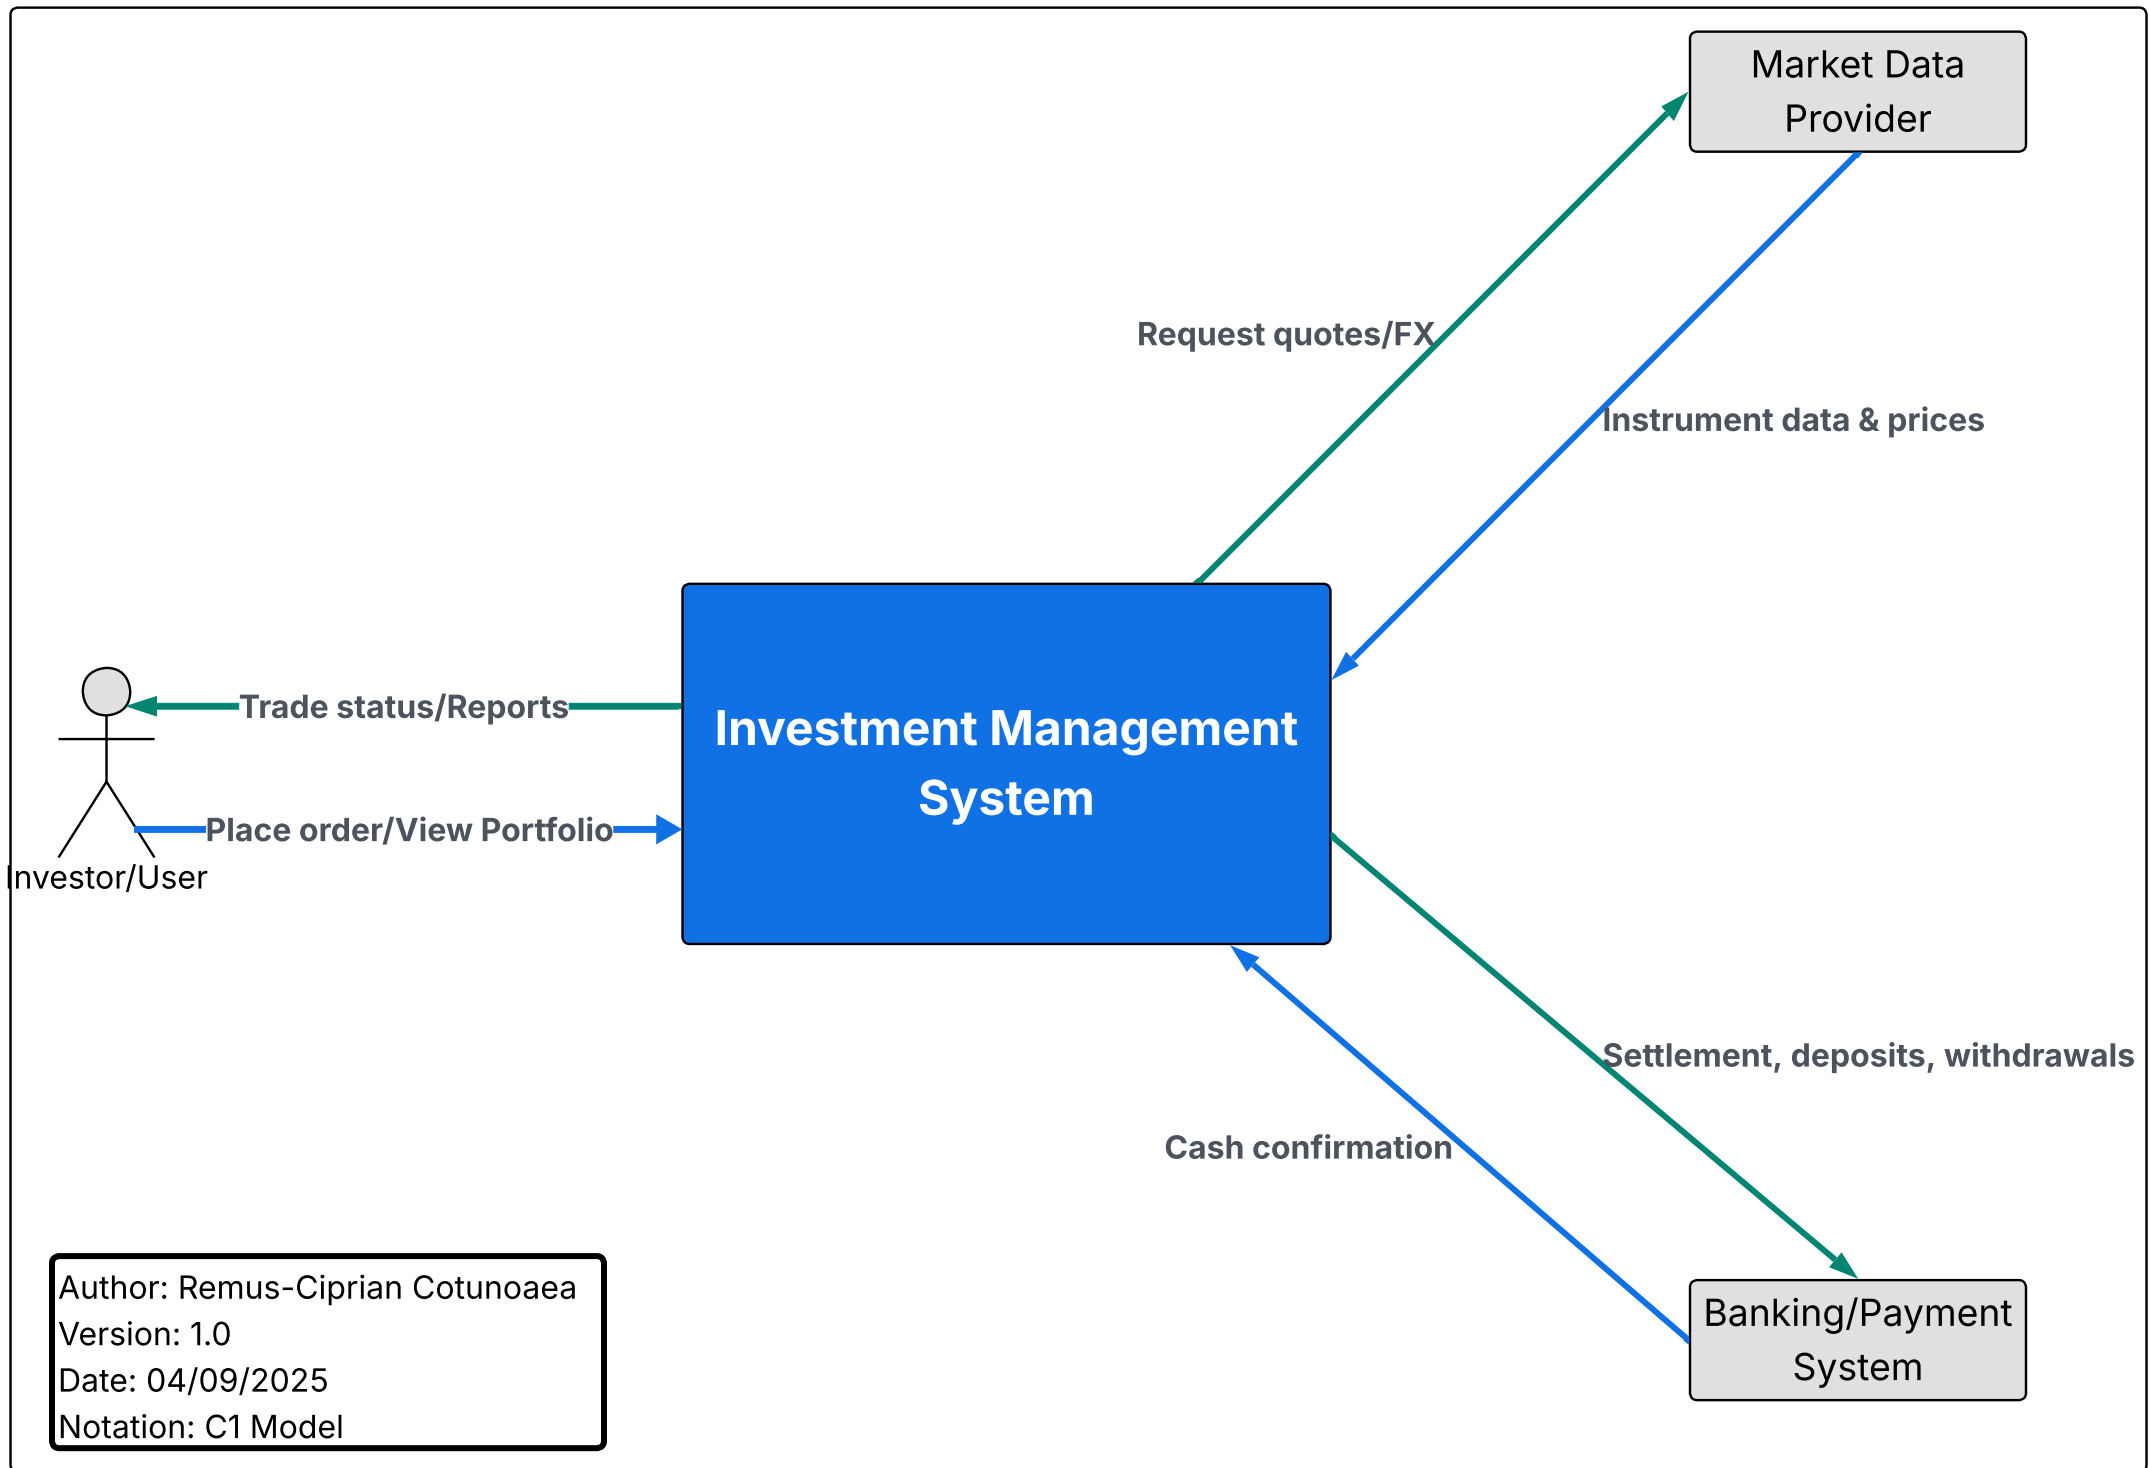 Market Data
Provider
Request quotes/FX
Instrument data & prices
Trade status/Reports
Investment Management
System
Place order/View Portfolio
Investor/User
Settlement, deposits, withdrawals
Cash confirmation
Banking/Payment
System
Author: Remus-Ciprian Cotunoaea
Version: 1.0
Date: 04/09/2025
Notation: C1 Model